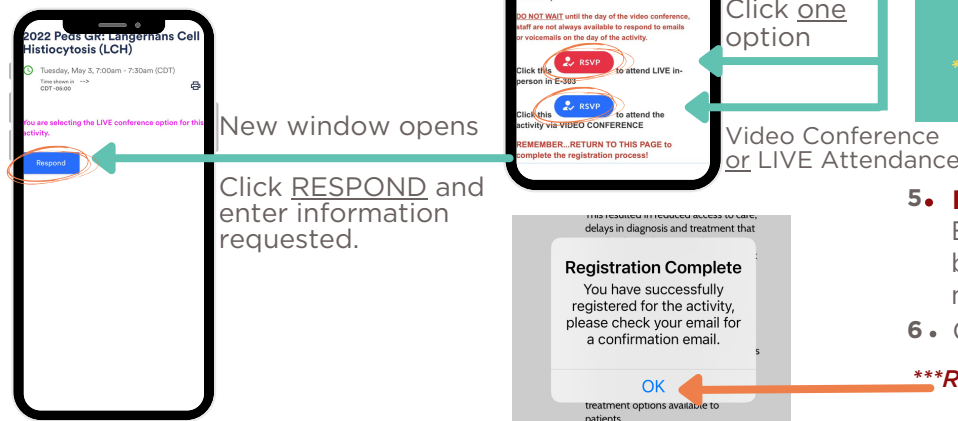 2022 Peds GR: Langerhans Cell
Histiocytosis (LCH)
Tuesday, May 3, 7:00am - 7:30am (CDT)
Time shown in -->
CDT -05:00
You are selecting the LIVE conference option for this
activity.
Respond
New window opens
Click RESPOND and
enter information
requested.
DO NOT WAIT until the day of the video conference,
staff are not always available to respond to emails
or voicemails on the day of the activity.
RSVP
Click this to attend LIVE in-
person in E-303
RSVP
Click this to attend the
activity via VIDEO CONFERENCE
REMEMBER...RETURN TO THIS PAGE to
complete the registration process!
Click one
option
Video Conference
or LIVE Attendance
This resulted in reduced access to care,
delays in diagnosis and treatment that
Registration Complete
You have successfully
registered for the activity,
please check your email for
a confirmation email.
OK
treatment options available to
patients
5.
6.
***R